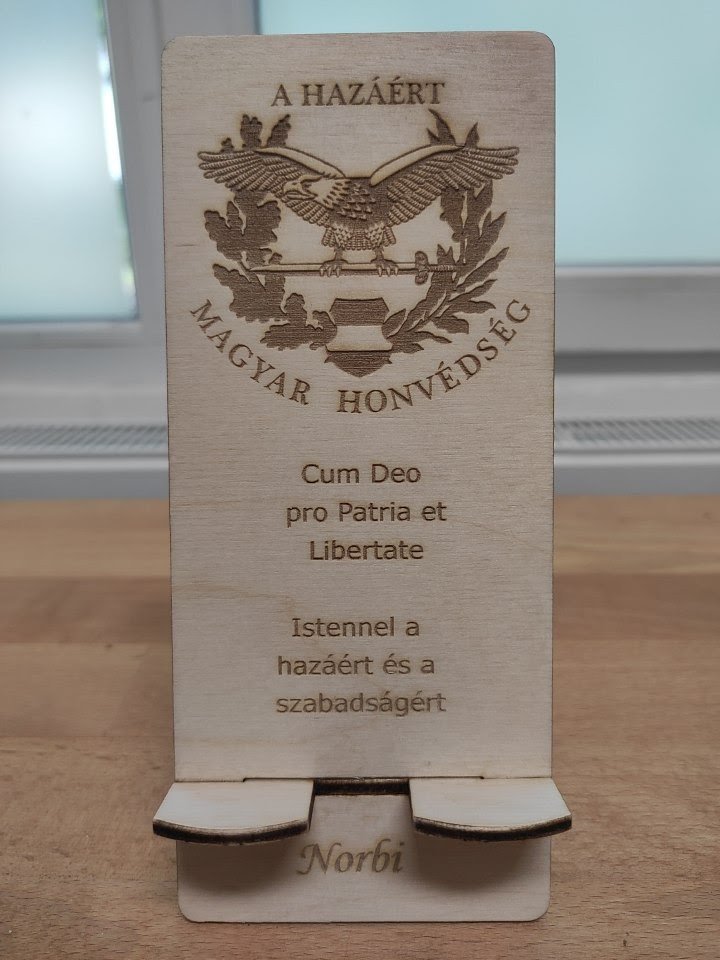 A HAZÁÉRT
MAGYAR HONVÉDSÉG
Cum Deo
pro Patria et
Libertate
Istennel a
hazáért és a
szabadságért
Norbi